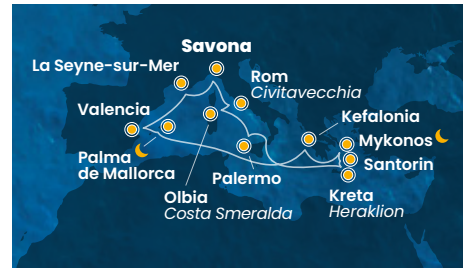 Savona
La Seyne-sur-Mer
Rom
Civitavecchia
Valencia
Kefalonia
Mykonos
Santorin
Palma
de Mallorca
Palermo
Olbia
Costa Smeralda
Kreta
Heraklion